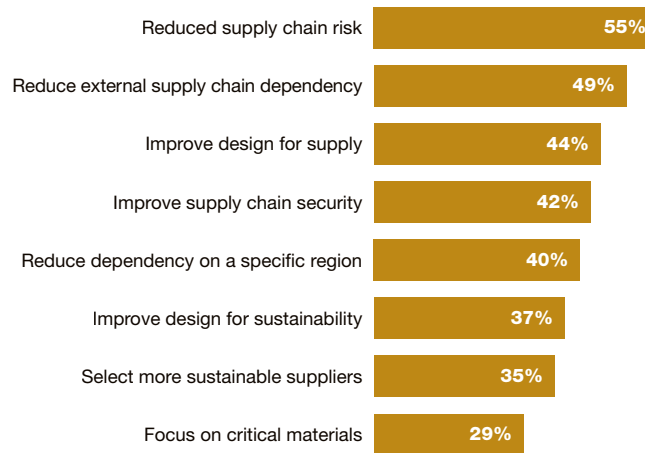 Reduced supply chain risk 55%
Reduce external supply chain dependency 49%
Improve design for supply 44%
Improve supply chain security 42%
Reduce dependency on a specific region 40%
Improve design for sustainability 37%
Select more sustainable suppliers 35%
Focus on critical materials 29%